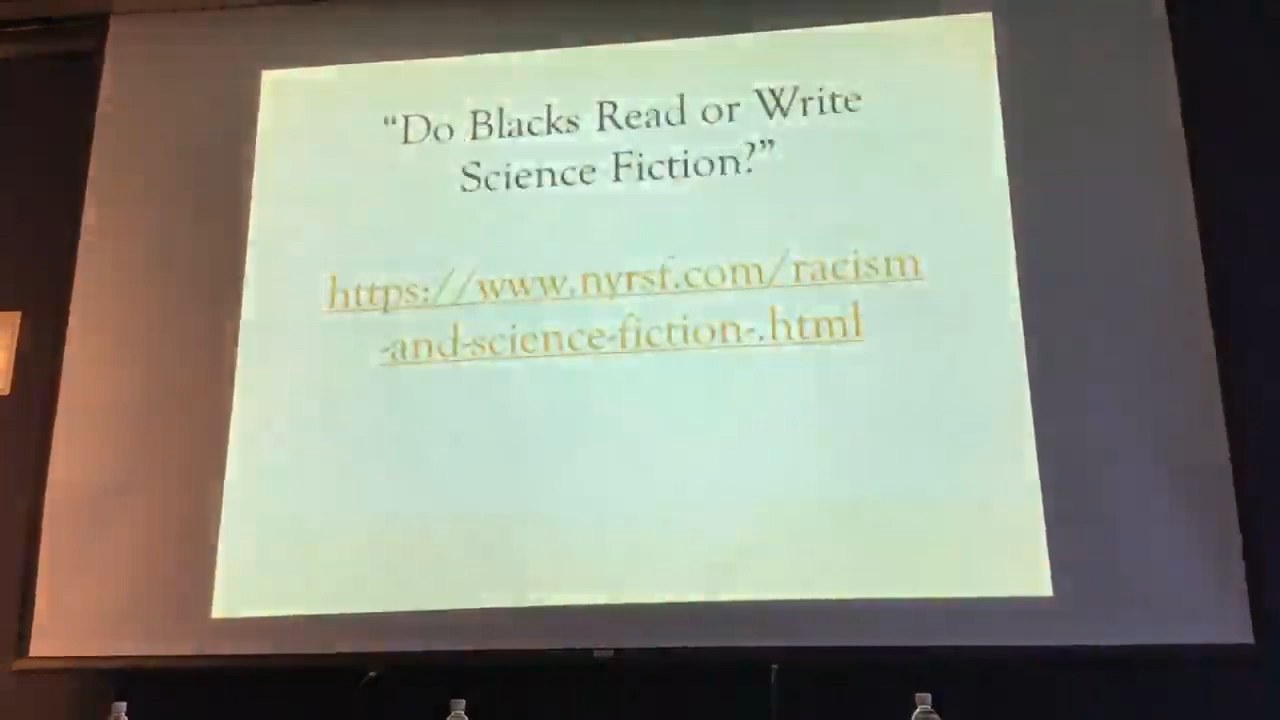 “Do Blacks Read or Write
Science Fiction?”
https://www.nyrsf.com/racism
-and-science-fiction-.html